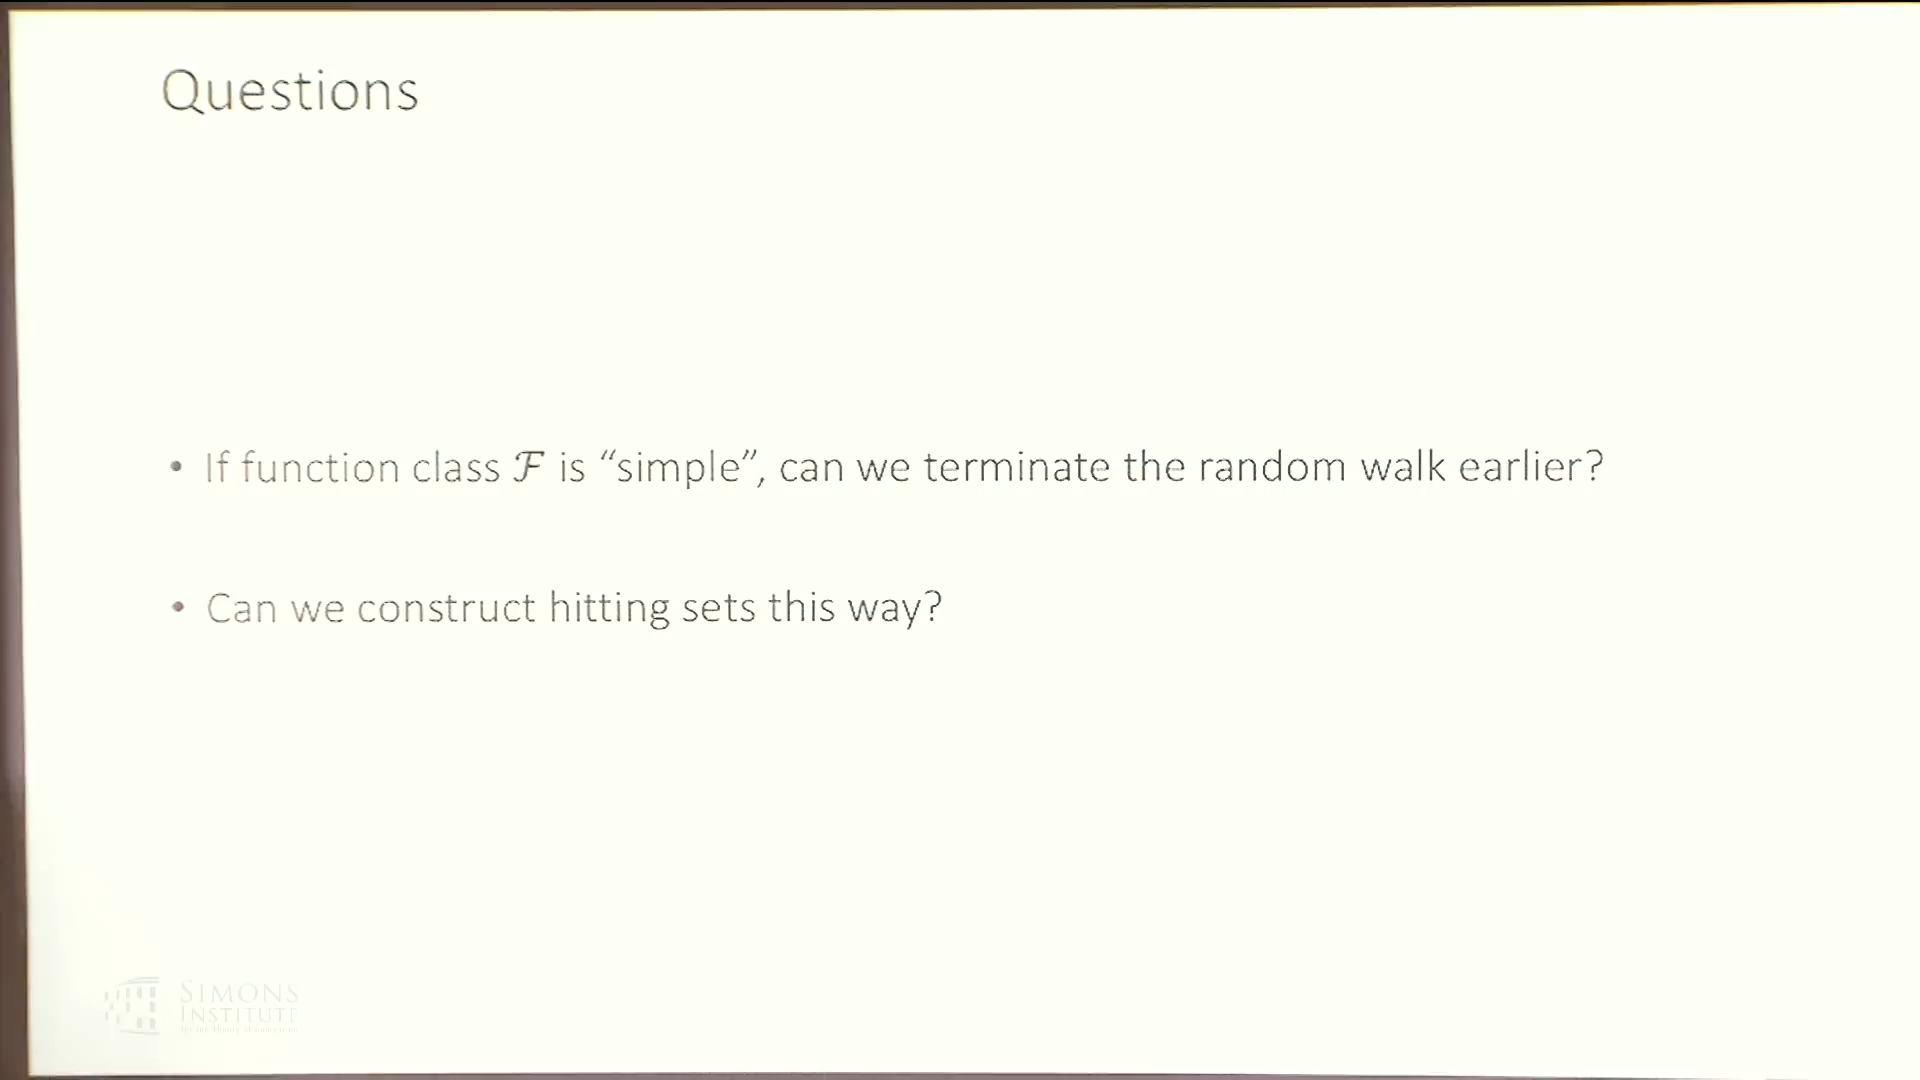 Questions
• If function class ℱ is “simple”, can we terminate the random walk earlier?
• Can we construct hitting sets this way?
SIMONS
INSTITUTE